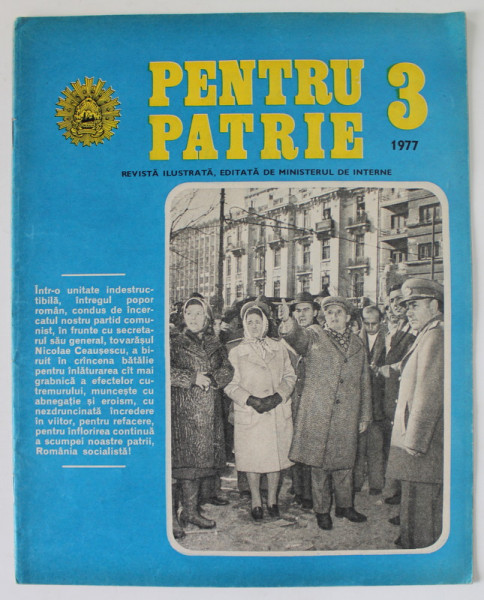 PENTRU
PATRIE
3
1977
REVISTĂ ILUSTRATĂ, EDITATĂ DE MINISTERUL DE INTERNE
Într-o unitate indestruc-
tibilă, întregul popor
român, condus de încer-
catul nostru partid comu-
nist, în frunte cu secreta-
rul său general, tovarășul
Nicolae Ceaușescu, a bi-
ruit în crîncena bătălie
pentru înlăturarea cît mai
grabnică a efectelor cu-
tremurului, muncește cu
abnegație și eroism, cu
nezdruncinată încredere
în viitor, pentru refacere,
pentru înflorirea continuă
a scumpei noastre patrii,
România socialistă!